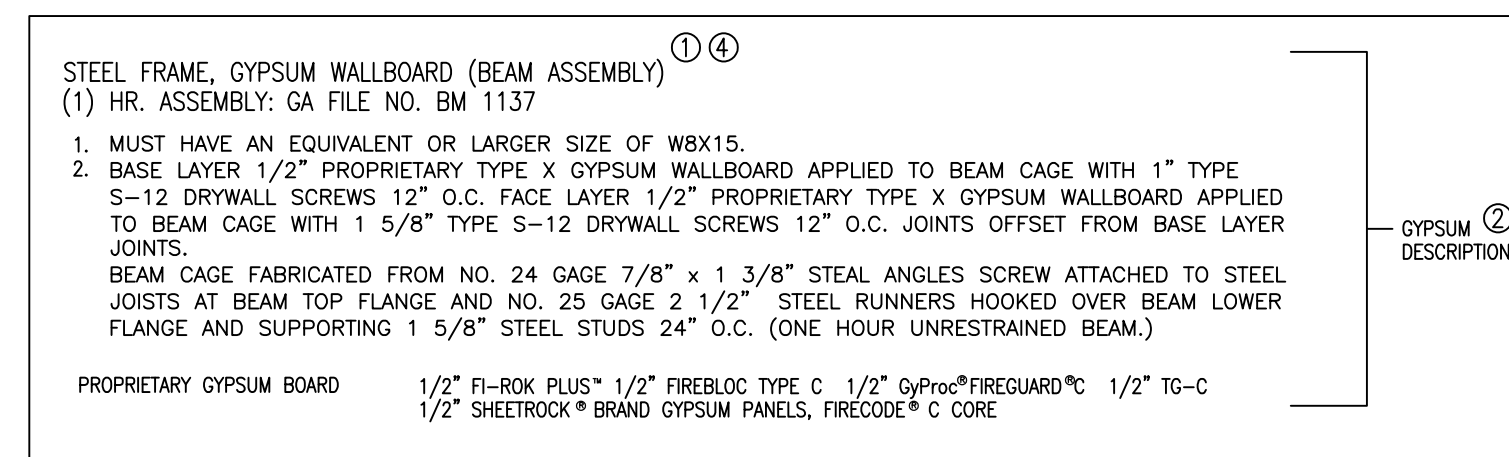 STEEL FRAME, GYPSUM WALLBOARD (BEAM ASSEMBLY) ① ④
(1) HR. ASSEMBLY: GA FILE NO. BM 1137
1. MUST HAVE AN EQUIVALENT OR LARGER SIZE OF W8X15.
2. BASE LAYER 1/2" PROPRIETARY TYPE X GYPSUM WALLBOARD APPLIED TO BEAM CAGE WITH 1" TYPE
S-12 DRYWALL SCREWS 12" O.C. FACE LAYER 1/2" PROPRIETARY TYPE X GYPSUM WALLBOARD APPLIED
TO BEAM CAGE WITH 1 5/8" TYPE S-12 DRYWALL SCREWS 12" O.C. JOINTS OFFSET FROM BASE LAYER
JOINTS.
BEAM CAGE FABRICATED FROM NO. 24 GAGE 7/8" x 1 3/8" STEAL ANGLES SCREW ATTACHED TO STEEL
JOISTS AT BEAM TOP FLANGE AND NO. 25 GAGE 2 1/2" STEEL RUNNERS HOOKED OVER BEAM LOWER
FLANGE AND SUPPORTING 1 5/8" STEEL STUDS 24" O.C. (ONE HOUR UNRESTRAINED BEAM.)
PROPRIETARY GYPSUM BOARD 1/2" FI-ROK PLUS™ 1/2" FIREBLOC TYPE C 1/2" GyProc®FIREGUARD®C 1/2" TG-C
1/2" SHEETROCK® BRAND GYPSUM PANELS, FIRECODE® C CORE
GYPSUM ②
DESCRIPTION